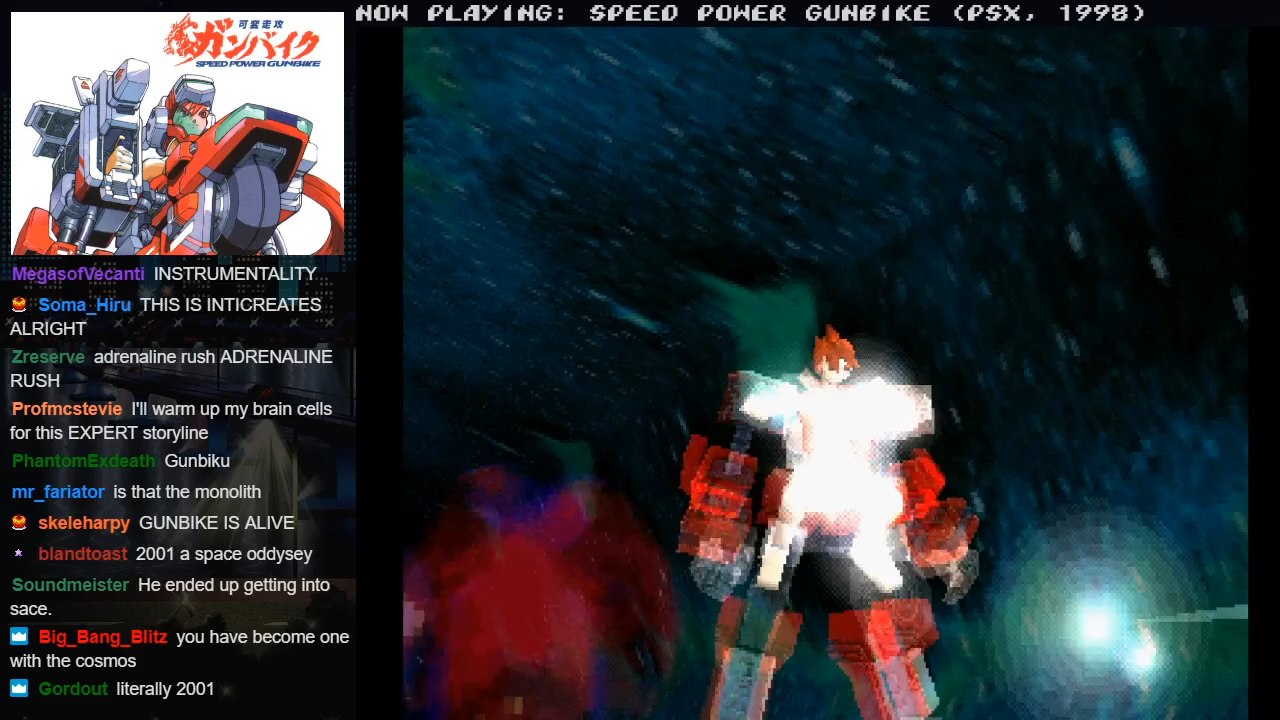 NOW PLAYING: SPEED POWER GUNBIKE (PSX, 1998)
可変走攻
ガンバイク
SPEED POWER GUNBIKE
MegasofVecanti INSTRUMENTALITY
Soma_Hiru THIS IS INTICREATES
ALRIGHT
Zreserve adrenaline rush ADRENALINE
RUSH
Profmcstevie I'll warm up my brain cells
for this EXPERT storyline
PhantomExdeath Gunbiku
mr_fariator is that the monolith
skeleharpy GUNBIKE IS ALIVE
blandtoast 2001 a space oddysey
Soundmeister He ended up getting into
sace.
Big_Bang_Blitz you have become one
with the cosmos
Gordout literally 2001